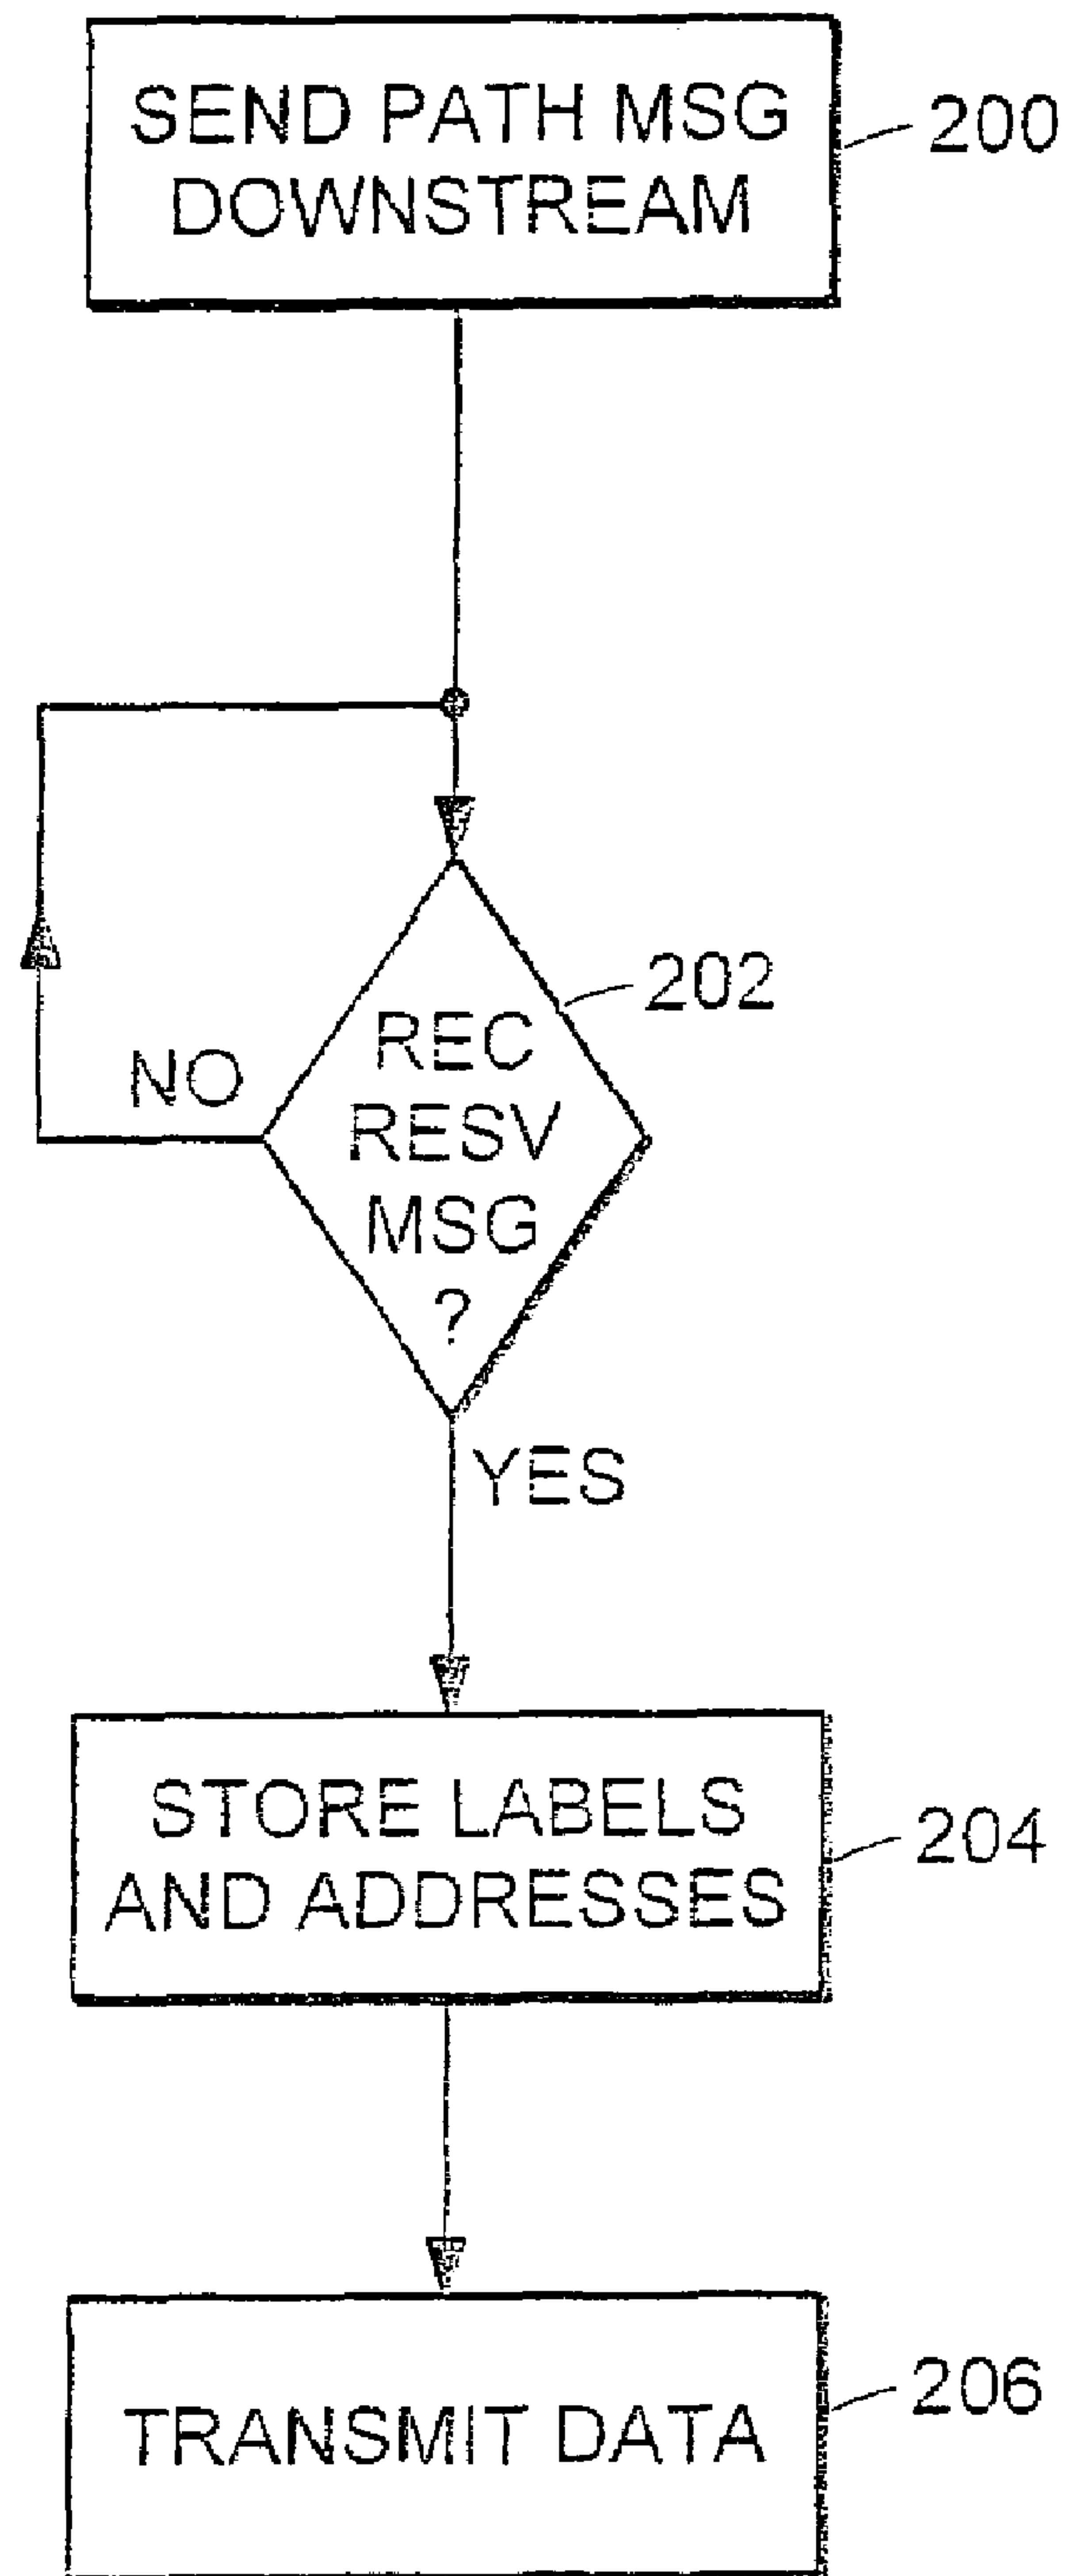 SEND PATH MSG
DOWNSTREAM
200
202
REC
RESV
MSG
?
NO
YES
STORE LABELS
AND ADDRESSES
204
TRANSMIT DATA
206